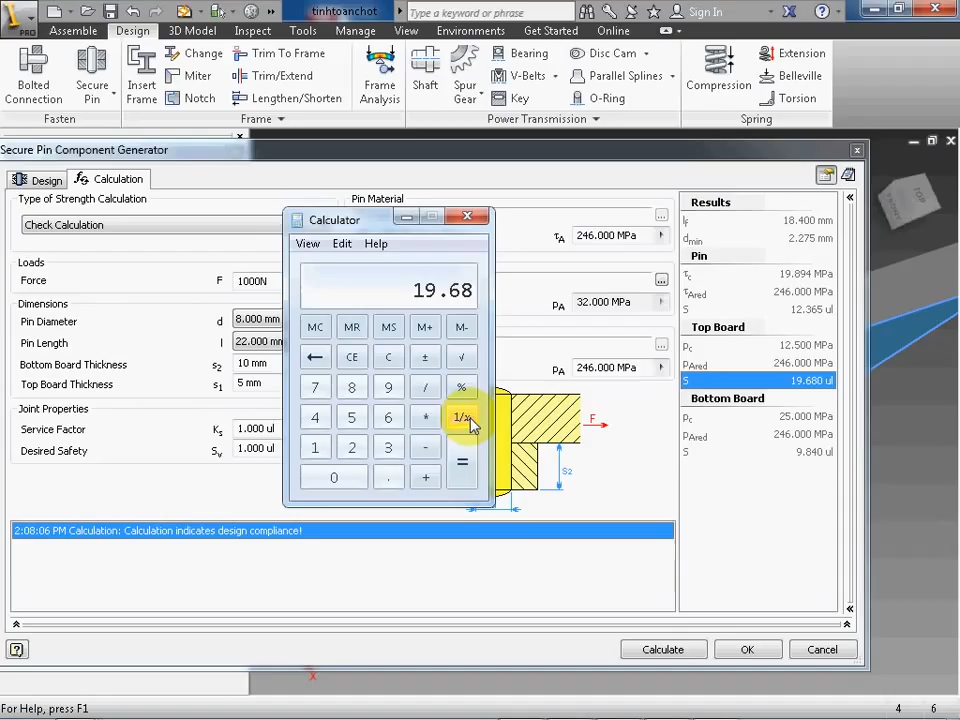 PRO
tinhtoanchot
Type a keyword or phrase
Sign In
Assemble Design 3D Model Inspect Tools Manage View Environments Get Started Online
Bolted Connection
Secure Pin
Insert Frame
Change
Miter
Notch
Trim To Frame
Trim/Extend
Lengthen/Shorten
Frame Analysis
Shaft
Spur Gear
Bearing
V-Belts
Key
Disc Cam
Parallel Splines
O-Ring
Compression
Extension
Belleville
Torsion
Fasten
Frame
Power Transmission
Spring
Secure Pin Component Generator
Design
Calculation
Type of Strength Calculation
Check Calculation
Loads
Force F 1000N
Dimensions
Pin Diameter d 8.000 mm
Pin Length l 22.000 mm
Bottom Board Thickness s2 10 mm
Top Board Thickness s1 5 mm
Joint Properties
Service Factor Ks 1.000 ul
Desired Safety Sv 1.000 ul
Pin Material
τA 246.000 MPa
pA 32.000 MPa
pA 246.000 MPa
F
S2
Calculator
View Edit Help
19.68
MC MR MS M+ M-
← CE C ± √
7 8 9 / %
4 5 6 * 1/x
1 2 3 - =
0 . +
Results
lf 18.400 mm
dmin 2.275 mm
Pin
τc 19.894 MPa
τAred 246.000 MPa
S 12.365 ul
Top Board
pc 12.500 MPa
pAred 246.000 MPa
S 19.680 ul
Bottom Board
pc 25.000 MPa
pAred 246.000 MPa
S 9.840 ul
2:08:06 PM Calculation: Calculation indicates design compliance!
Calculate
OK
Cancel
TOP
X
For Help, press F1
4 6